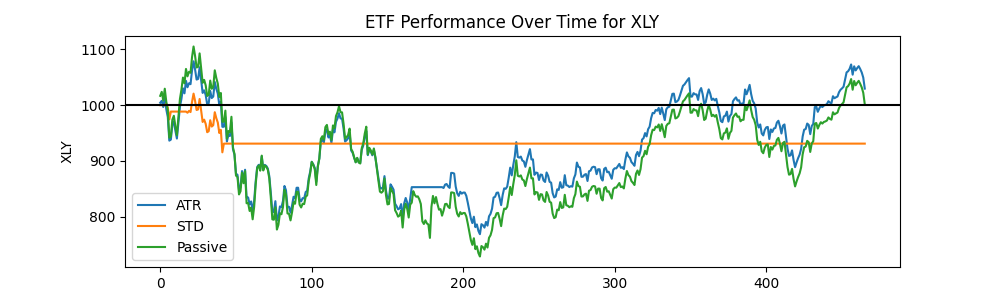 ETF Performance Over Time for XLY
XLY
1100
1000
900
800
ATR
STD
Passive
0 100 200 300 400